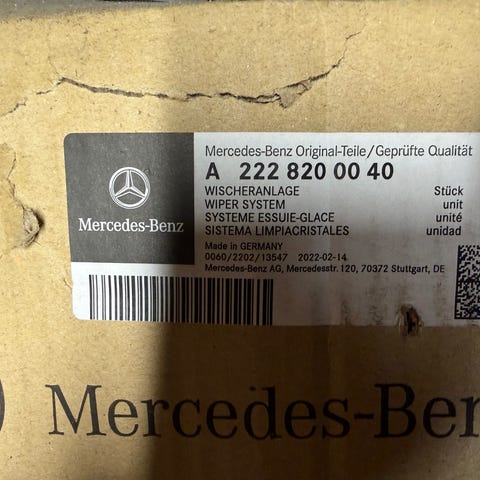 Mercedes-Benz Original-Teile/Geprüfte Qualität
A 222 820 00 40
WISCHERANLAGE Stück
WIPER SYSTEM unit
SYSTEME ESSUIE-GLACE unité
SISTEMA LIMPIACRISTALES unidad
Made in GERMANY
0060/2202/13547 2022-02-14
Mercedes-Benz AG, Mercedesstr. 120, 70372 Stuttgart, DE
Mercedes-Benz
Mercedes-Ben